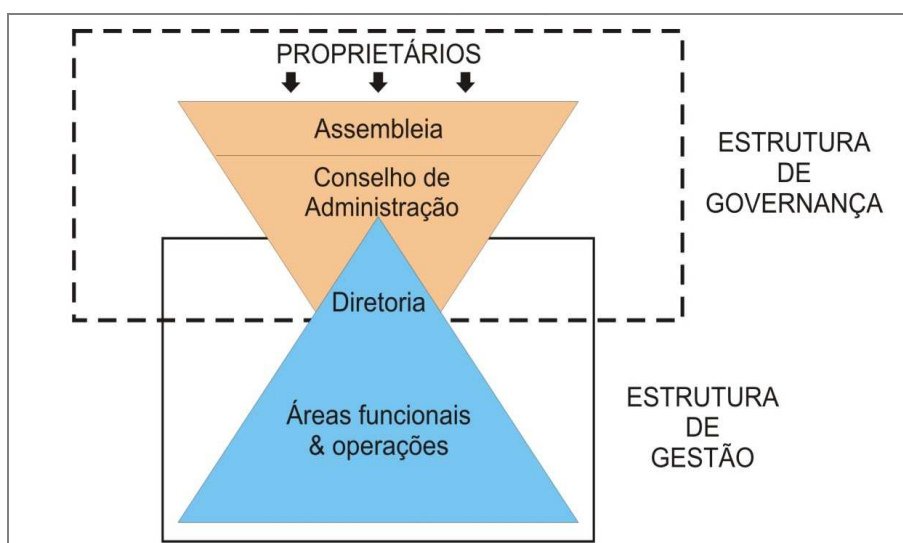 PROPRIETÁRIOS
Assembleia
Conselho de
Administração
ESTRUTURA
DE
GOVERNANÇA
Diretoria
Áreas funcionais
& operações
ESTRUTURA
DE
GESTÃO